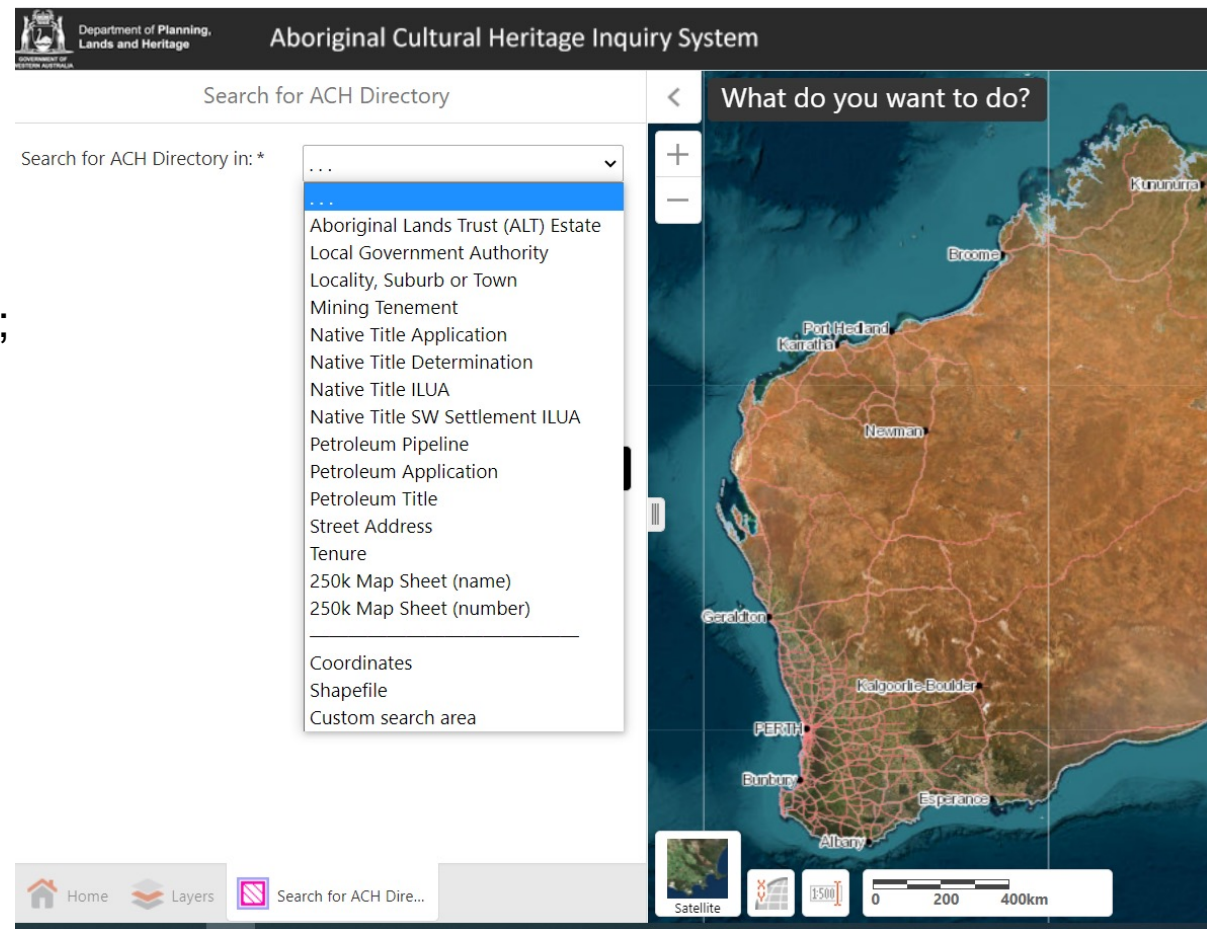 Department of Planning,
Lands and Heritage
GOVERNMENT OF
WESTERN AUSTRALIA
Aboriginal Cultural Heritage Inquiry System
Search for ACH Directory
What do you want to do?
Search for ACH Directory in: *
. . .
. . .
Aboriginal Lands Trust (ALT) Estate
Local Government Authority
Locality, Suburb or Town
Mining Tenement
Native Title Application
Native Title Determination
Native Title ILUA
Native Title SW Settlement ILUA
Petroleum Pipeline
Petroleum Application
Petroleum Title
Street Address
Tenure
250k Map Sheet (name)
250k Map Sheet (number)
Coordinates
Shapefile
Custom search area
;
Kununurra
Broome
Port Hedland
Karratha
Newman
Geraldton
Kalgoorlie-Boulder
PERTH
Bunbury
Esperance
Albany
Home
Layers
Search for ACH Dire...
Satellite
X
Y
1:500
0 200 400km